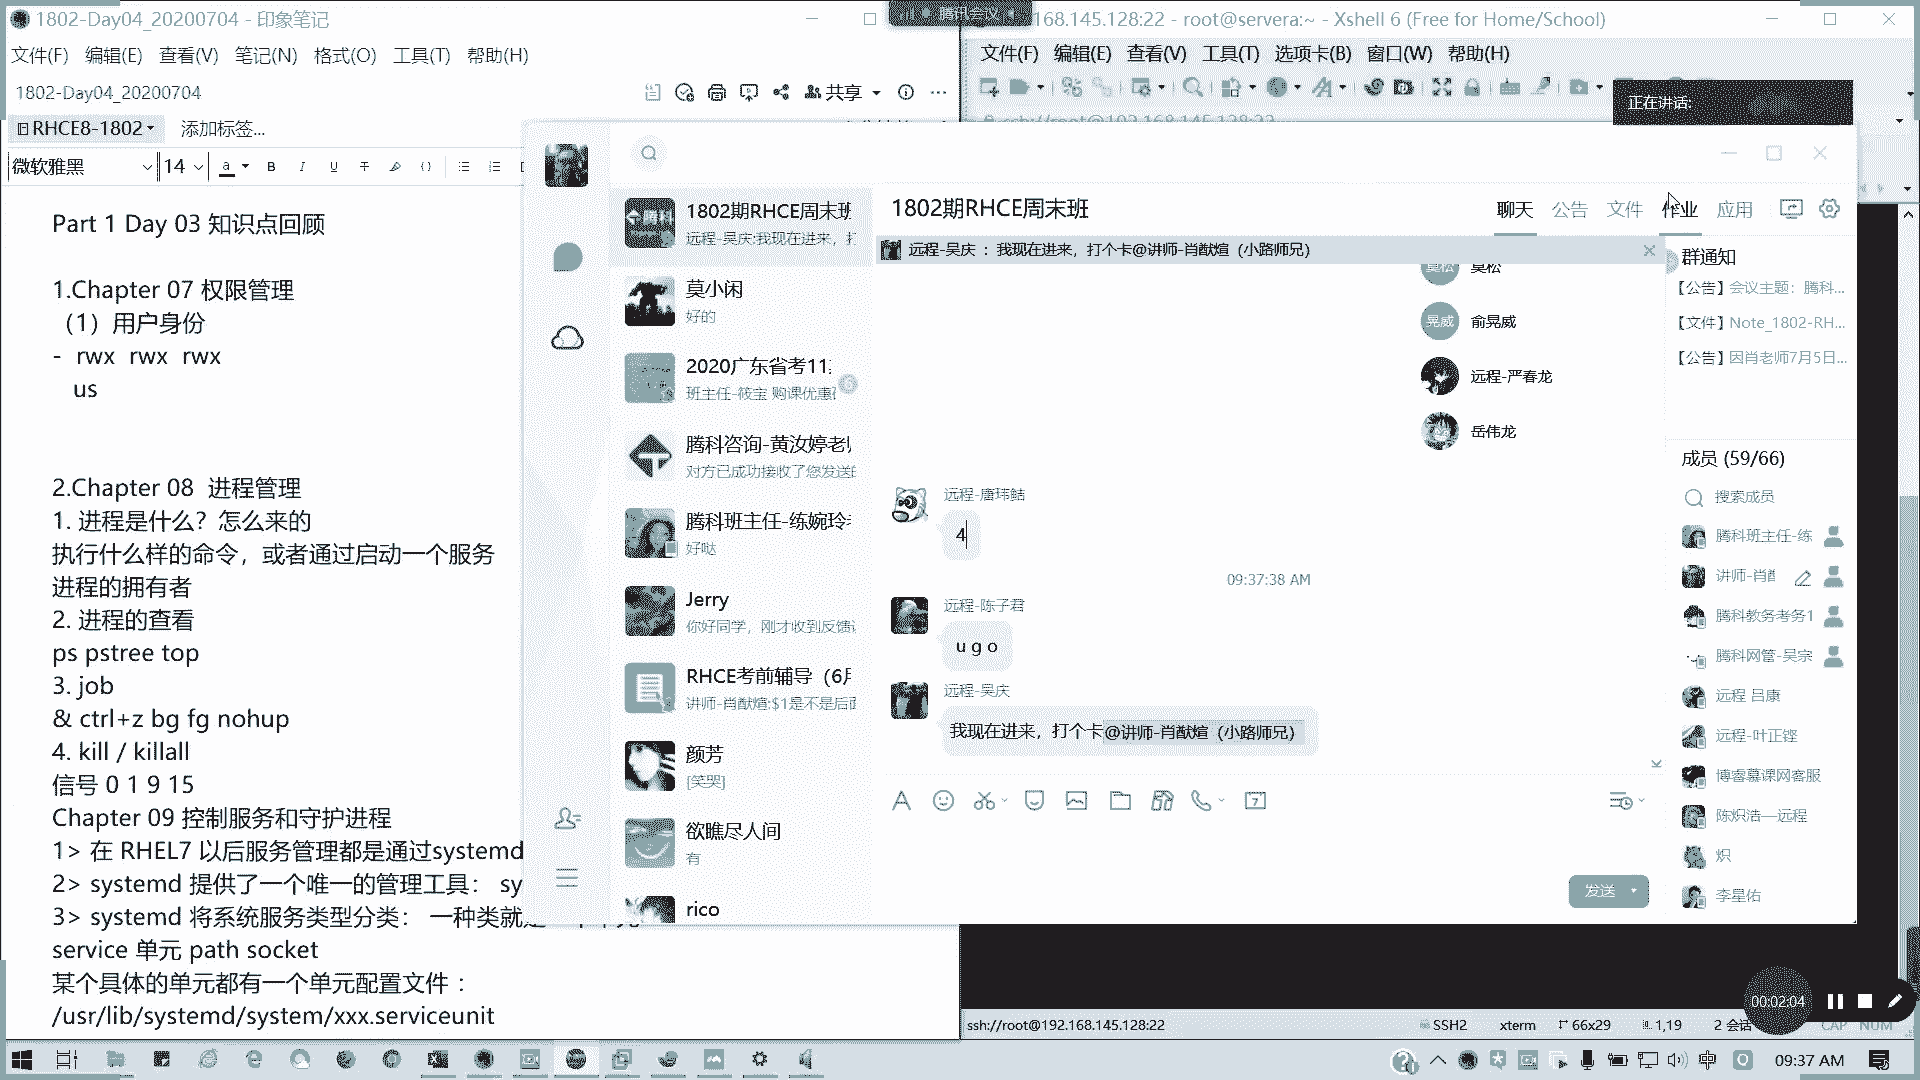 1802-Day04_20200704 - 印象笔记
腾讯会议
168.145.128:22 - root@servera:~ - Xshell 6 (Free for Home/School)
文件(F) 编辑(E) 查看(V) 笔记(N) 格式(O) 工具(T) 帮助(H)
文件(F) 编辑(E) 查看(V) 工具(T) 选项卡(B) 窗口(W) 帮助(H)
1802-Day04_20200704
共享
正在讲话:
ssh://root@192.168.145.128:22
RHCE8-1802
添加标签...
微软雅黑
14
Part 1 Day 03 知识点回顾
1.Chapter 07 权限管理
（1）用户身份
- rwx rwx rwx
us
2.Chapter 08 进程管理
1. 进程是什么？怎么来的
执行什么样的命令，或者通过启动一个服务
进程的拥有者
2. 进程的查看
ps pstree top
3. job
& ctrl+z bg fg nohup
4. kill / killall
信号 0 1 9 15
Chapter 09 控制服务和守护进程
1> 在 RHEL7 以后服务管理都是通过systemd
2> systemd 提供了一个唯一的管理工具： sy
3> systemd 将系统服务类型分类： 一种类就
service 单元 path socket
某个具体的单元都有一个单元配置文件：
/usr/lib/systemd/system/xxx.serviceunit
1802期RHCE周末班
远程-吴庆:我现在进来，打
莫小闲
好的
2020广东省考11
班主任-筱宝 购课优惠
腾科咨询-黄汝婷老
对方已成功接收了您发送的
腾科班主任-练婉玲
好哒
Jerry
你好同学，刚才收到反馈
RHCE考前辅导（6月
讲师-肖猷煊:$1是不是后面
颜芳
[笑哭]
欲瞧尽人间
有
rico
1802期RHCE周末班
聊天 公告 文件 作业 应用
远程-吴庆 ：我现在进来，打个卡@讲师-肖猷煊（小路师兄）
莫松
晃威
俞晃威
远程-严春龙
岳伟龙
4
09:37:38 AM
远程-陈子君
u g o
远程-吴庆
我现在进来，打个卡@讲师-肖猷煊（小路师兄）
发送
群通知
【公告】会议主题：腾科...
【文件】Note_1802-RH...
【公告】因肖老师7月5日...
成员 (59/66)
搜索成员
腾科班主任-练
讲师-肖猷
腾科教务考务1
腾科网管-吴宗
远程 吕康
远程-叶正铿
博睿慕课网客服
陈炽浩—远程
炽
李星佑
00:02:04
ssh://root@192.168.145.128:22
SSH2
xterm
66x29
1,19
2 会话
CAP NUM
中
09:37 AM